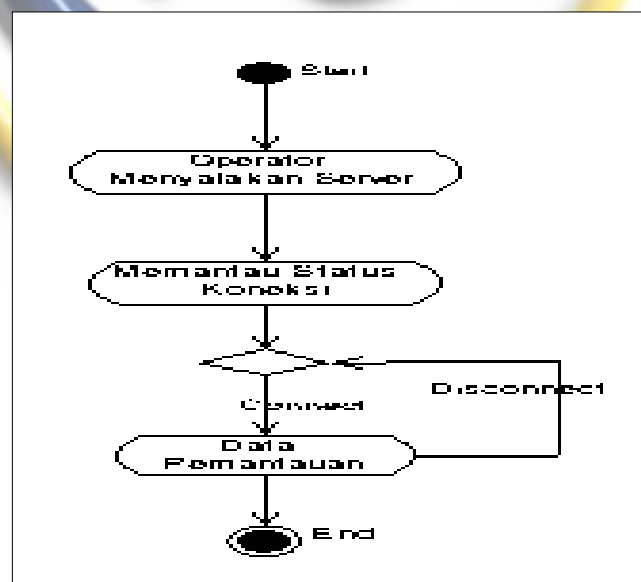 Start
Operator
Menyalakan Server
Memantau Status
Koneksi
Disconnect
Connect
Data
Pemantauan
End